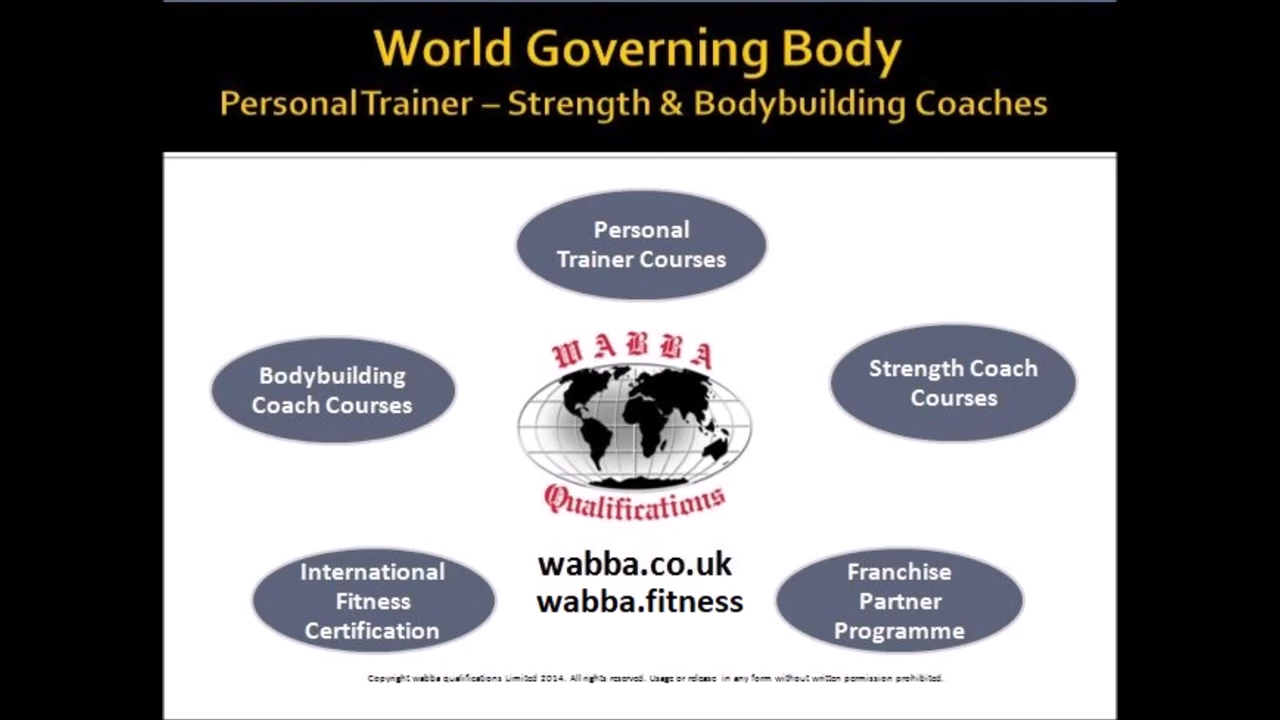 World Governing Body
Personal Trainer – Strength & Bodybuilding Coaches
Personal
Trainer Courses
Bodybuilding
Coach Courses
WABBA
Qualifications
Strength Coach
Courses
International
Fitness
Certification
wabba.co.uk
wabba.fitness
Franchise
Partner
Programme
Copyright wabba qualifications Limited 2014. All rights reserved. Usage or release in any form without written permission prohibited.